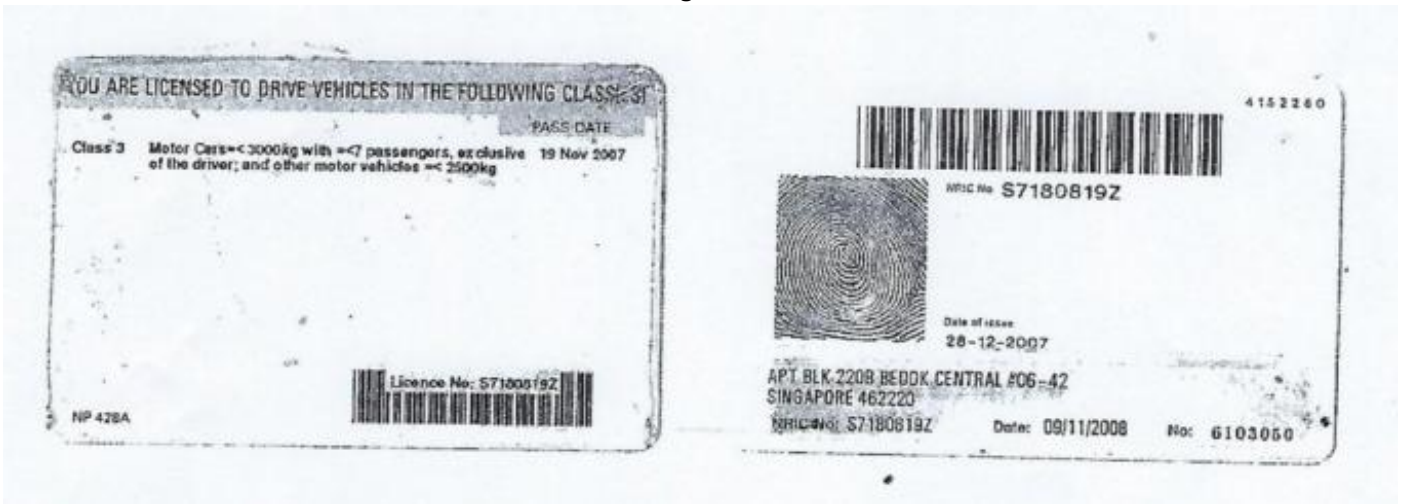 YOU ARE LICENSED TO DRIVE VEHICLES IN THE FOLLOWING CLASS(ES)
PASS DATE
Class 3 Motor Cars=< 3000kg with =<7 passengers, exclusive 19 Nov 2007
of the driver; and other motor vehicles =< 2500kg
Licence No: S7180819Z
NP 428A
4152260
NRIC No S7180819Z
Date of issue
28-12-2007
APT BLK 220B BEDOK CENTRAL #06-42
SINGAPORE 462220
NRIC No: S7180819Z Date: 09/11/2008 No: 6103050